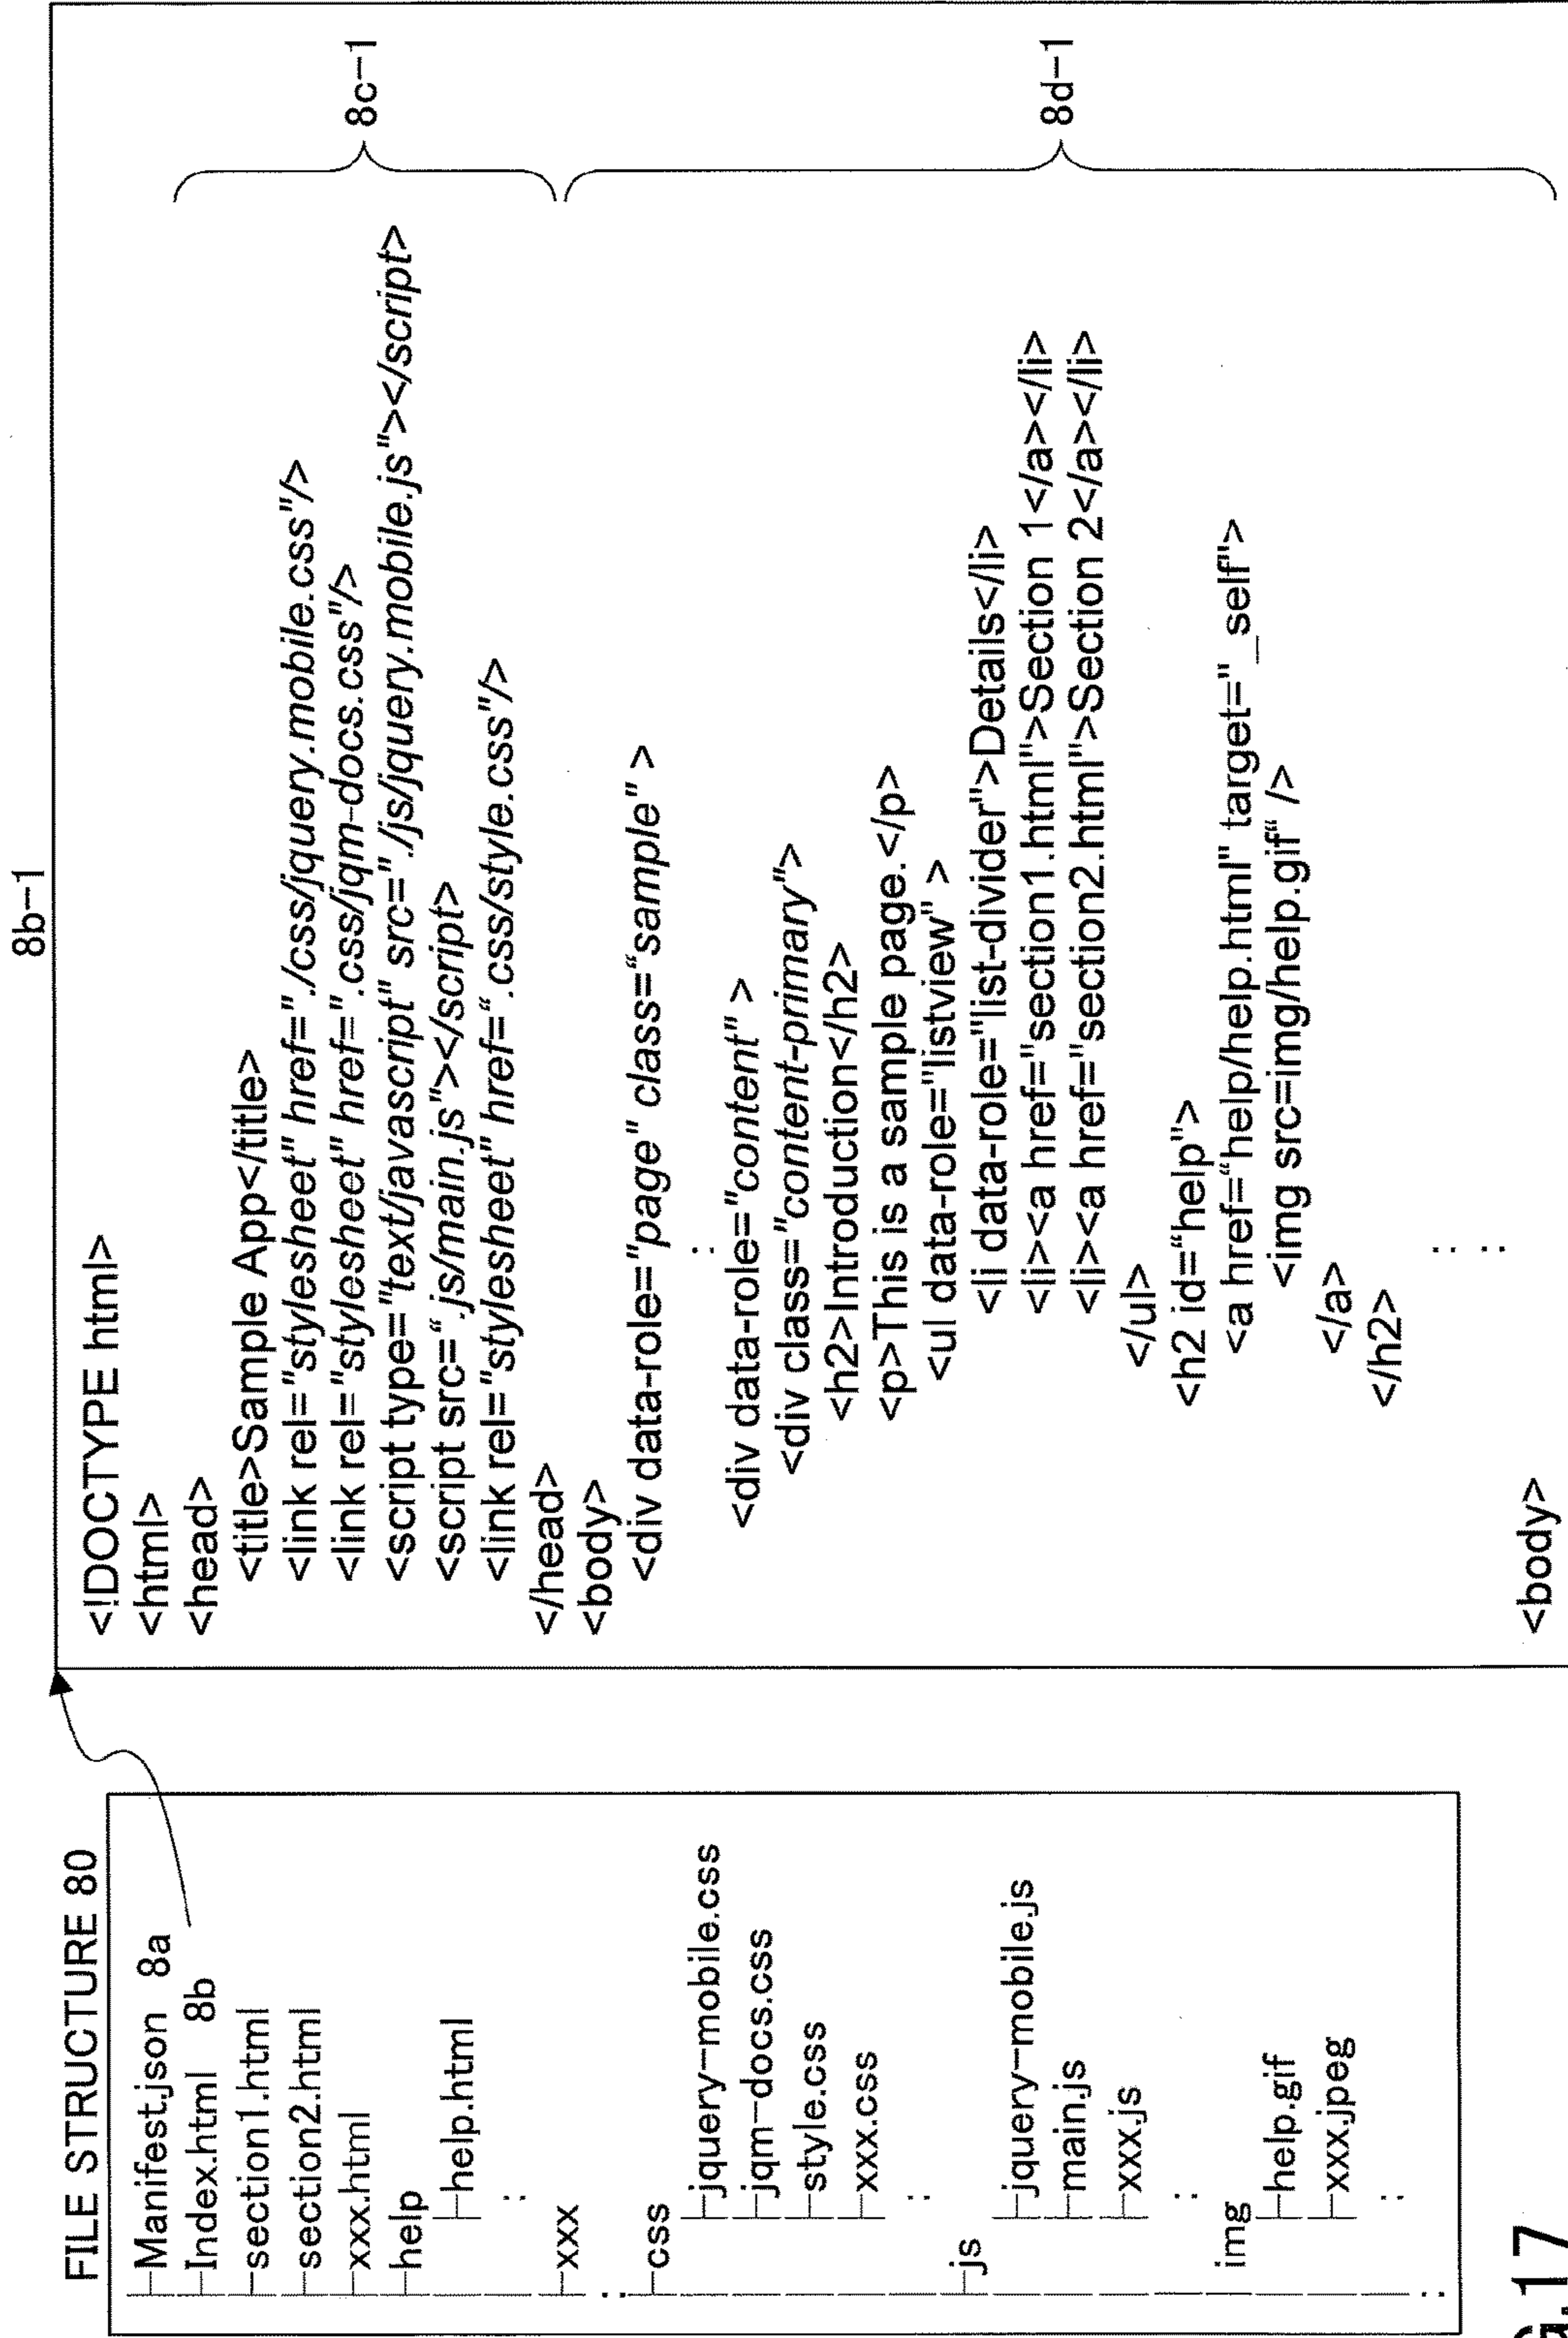 FILE STRUCTURE 80
Manifest.json 8a
Index.html 8b
section1.html
section2.html
xxx.html
help
help.html
:
xxx
:
css
jquery-mobile.css
jqm-docs.css
style.css
xxx.css
:
js
jquery-mobile.js
main.js
xxx.js
:
img
help.gif
xxx.jpeg
:
:
8b-1
<!DOCTYPE html>
<html>
<head>
<title>Sample App</title>
<link rel="stylesheet" href="./css/jquery.mobile.css"/>
<link rel="stylesheet" href=".css/jqm-docs.css"/>
<script type="text/javascript" src="./js/jquery.mobile.js"></script>
<script src=“.js/main.js"></script>
<link rel="stylesheet" href=“.css/style.css"/>
</head>
<body>
<div data-role="page" class=“sample" >
:
<div data-role="content" >
<div class="content-primary">
<h2>Introduction</h2>
<p>This is a sample page.</p>
<ul data-role="listview" >
<li data-role="list-divider">Details</li>
<li><a href="section1.html">Section 1</a></li>
<li><a href="section2.html">Section 2</a></li>
</ul>
<h2 id=“help">
<a href=“help/help.html" target="_self">
<img src=img/help.gif" />
</a>
</h2>
:
:
<body>
8c-1
8d-1
G.17